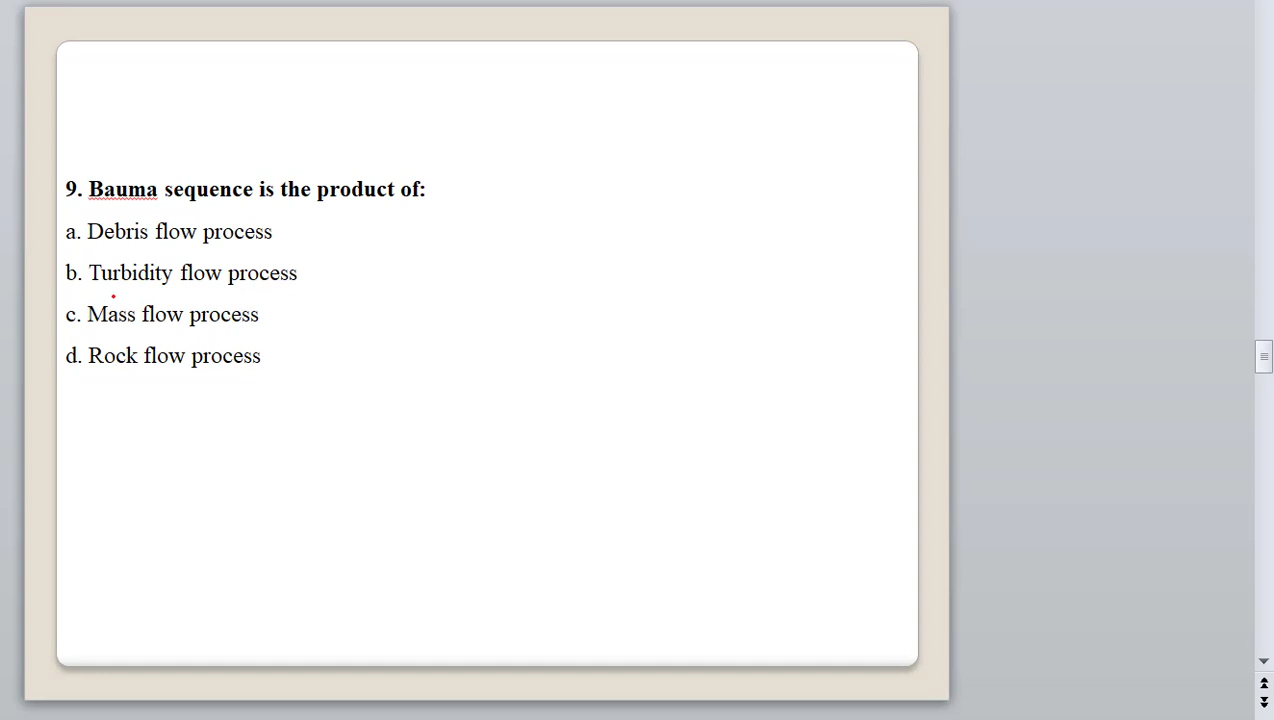 9. Bauma sequence is the product of:
a. Debris flow process
b. Turbidity flow process
c. Mass flow process
d. Rock flow process